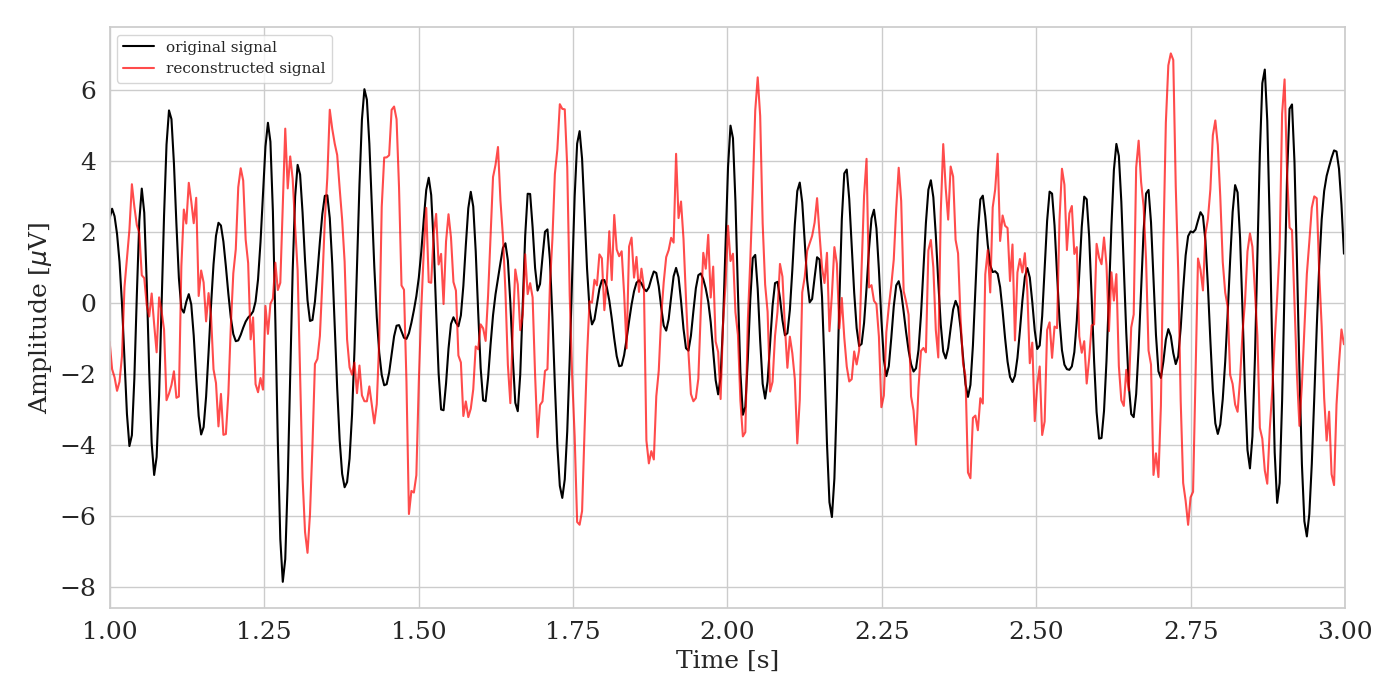 original signal
reconstructed signal
Amplitude [μV]
6
4
2
0
−2
−4
−6
−8
1.00 1.25 1.50 1.75 2.00 2.25 2.50 2.75 3.00
Time [s]